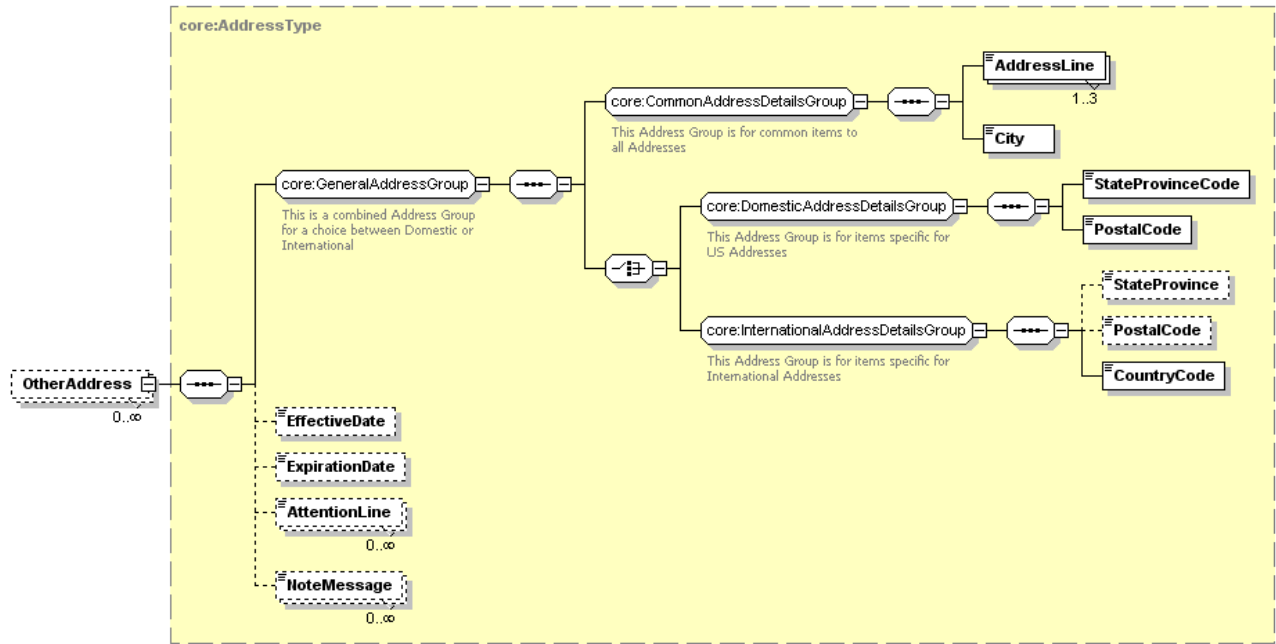 core:AddressType
AddressLine
1..3
core:CommonAddressDetailsGroup
This Address Group is for common items to
all Addresses
City
core:GeneralAddressGroup
This is a combined Address Group
for a choice between Domestic or
International
StateProvinceCode
core:DomesticAddressDetailsGroup
This Address Group is for items specific for
US Addresses
PostalCode
StateProvince
core:InternationalAddressDetailsGroup
This Address Group is for items specific for
International Addresses
PostalCode
CountryCode
OtherAddress
0..∞
EffectiveDate
ExpirationDate
AttentionLine
0..∞
NoteMessage
0..∞